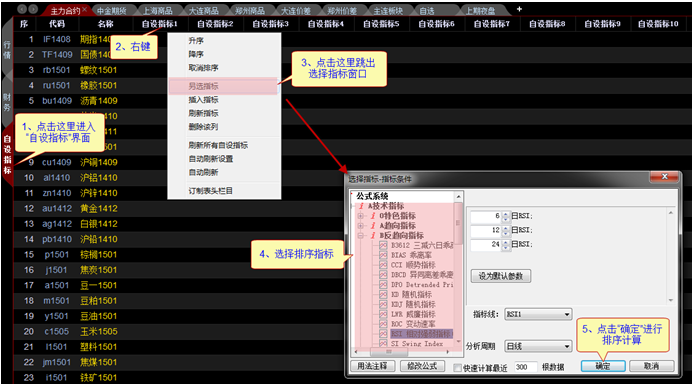 主力合约 中金期货 上海商品 大连商品 郑州商品 大连价差 郑州价差 主连板块 自选 上期夜盘 +
序 代码 名称 自设指标1 自设指标2 自设指标3 自设指标4 自设指标5 自设指标6 自设指标7 自设指标8 自设指标9 自设指标10
行情
财务
自设指标
1 IF1408 期指140
2 TF1409 国债140
3 rb1501 螺纹1501
4 ru1501 橡胶1501
5 bu1409 沥青1409
1、点击这里进入
"自设指标"界面
9 cu1409 沪铜1409
10 al1410 沪铝1410
11 zn1410 沪锌1410
12 au1412 黄金1412
13 ag1412 白银1412
14 pb1410 沪铅1410
15 p1501 棕榈1501
16 j1501 焦炭1501
17 a1501 豆一1501
18 m1501 豆粕1501
19 y1501 豆油1501
20 c1505 玉米1505
21 l1501 塑料1501
22 jm1501 焦煤1501
23 i1501 铁矿1501
2、右键
升序
降序
取消排序
另选指标
插入指标
刷新指标
删除该列
刷新所有自设指标
自动刷新设置
自动刷新
订制表头栏目
3、点击这里跳出
选择指标窗口
4、选择排序指标
选择指标-指标条件
公式系统
A技术指标
0特色指标
A趋向指标
B反趋向指标
B3612 三减六日乖
BIAS 乖离率
CCI 顺势指标
DBCD 异同离差乖离
DPO Detrended Pri
KD 随机指标
KDJ 随机指标
LWR 威廉指标
ROC 变动速率
RSI 相对强弱指标
SI Swing Index
6 日RSI;
12 日RSI;
24 日RSI;
设为默认参数
指标线: RSI1
分析周期 日线
5、点击"确定"进行
排序计算
用法注释 修改公式 快速计算最近 300 根数据 确定 取消